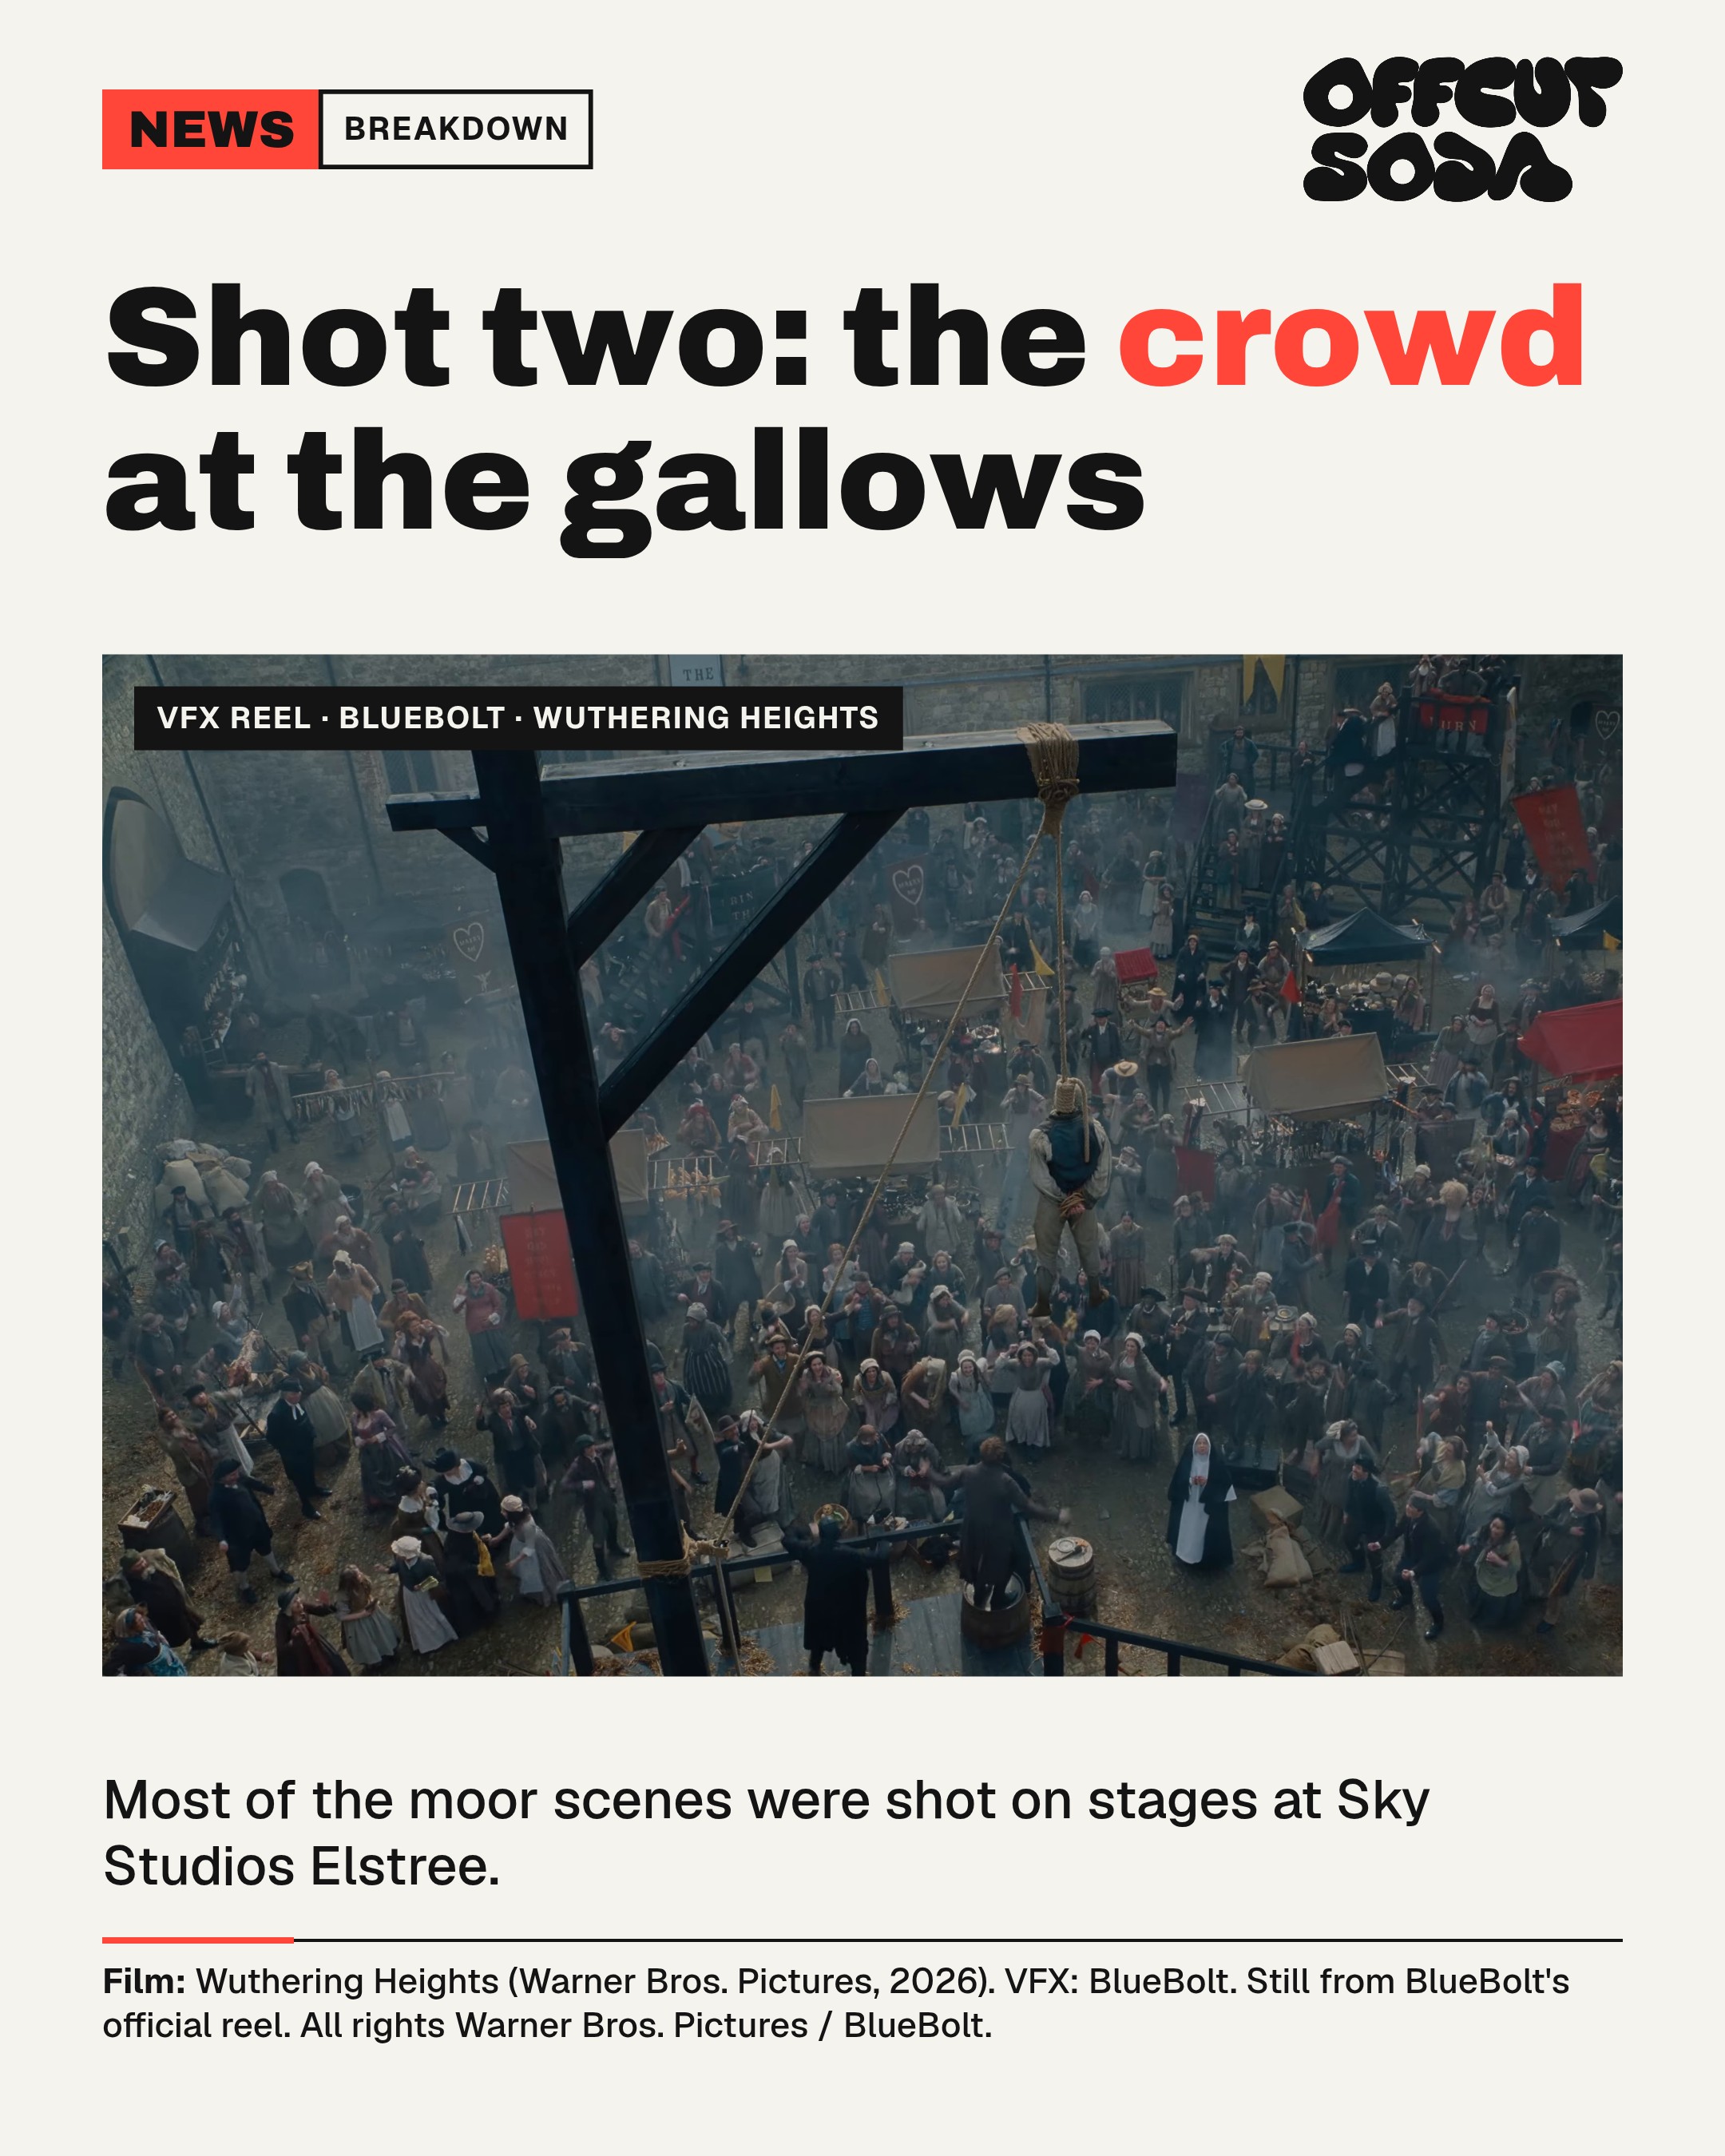 NEWS BREAKDOWN
OFFCUT
SODA
Shot two: the crowd
at the gallows
THE
VFX REEL · BLUEBOLT · WUTHERING HEIGHTS
Most of the moor scenes were shot on stages at Sky
Studios Elstree.
Film: Wuthering Heights (Warner Bros. Pictures, 2026). VFX: BlueBolt. Still from BlueBolt's
official reel. All rights Warner Bros. Pictures / BlueBolt.